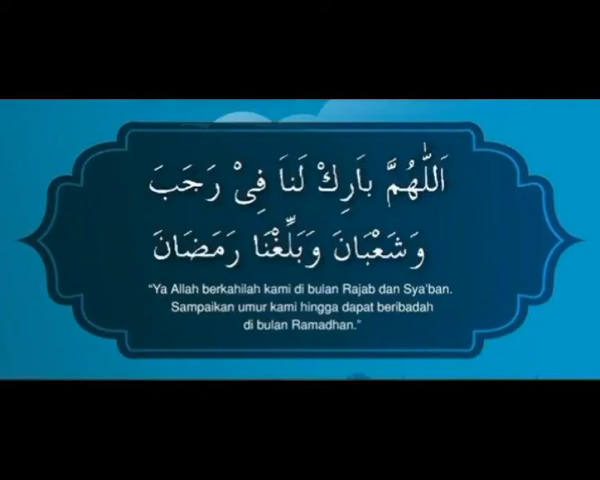 اَللّٰهُمَّ بَارِكْ لَنَا فِىْ رَجَبَ
وَشَعْبَانَ وَبَلِّغْنَا رَمَضَانَ
“Ya Allah berkahilah kami di bulan Rajab dan Sya'ban.
Sampaikan umur kami hingga dapat beribadah
di bulan Ramadhan.”